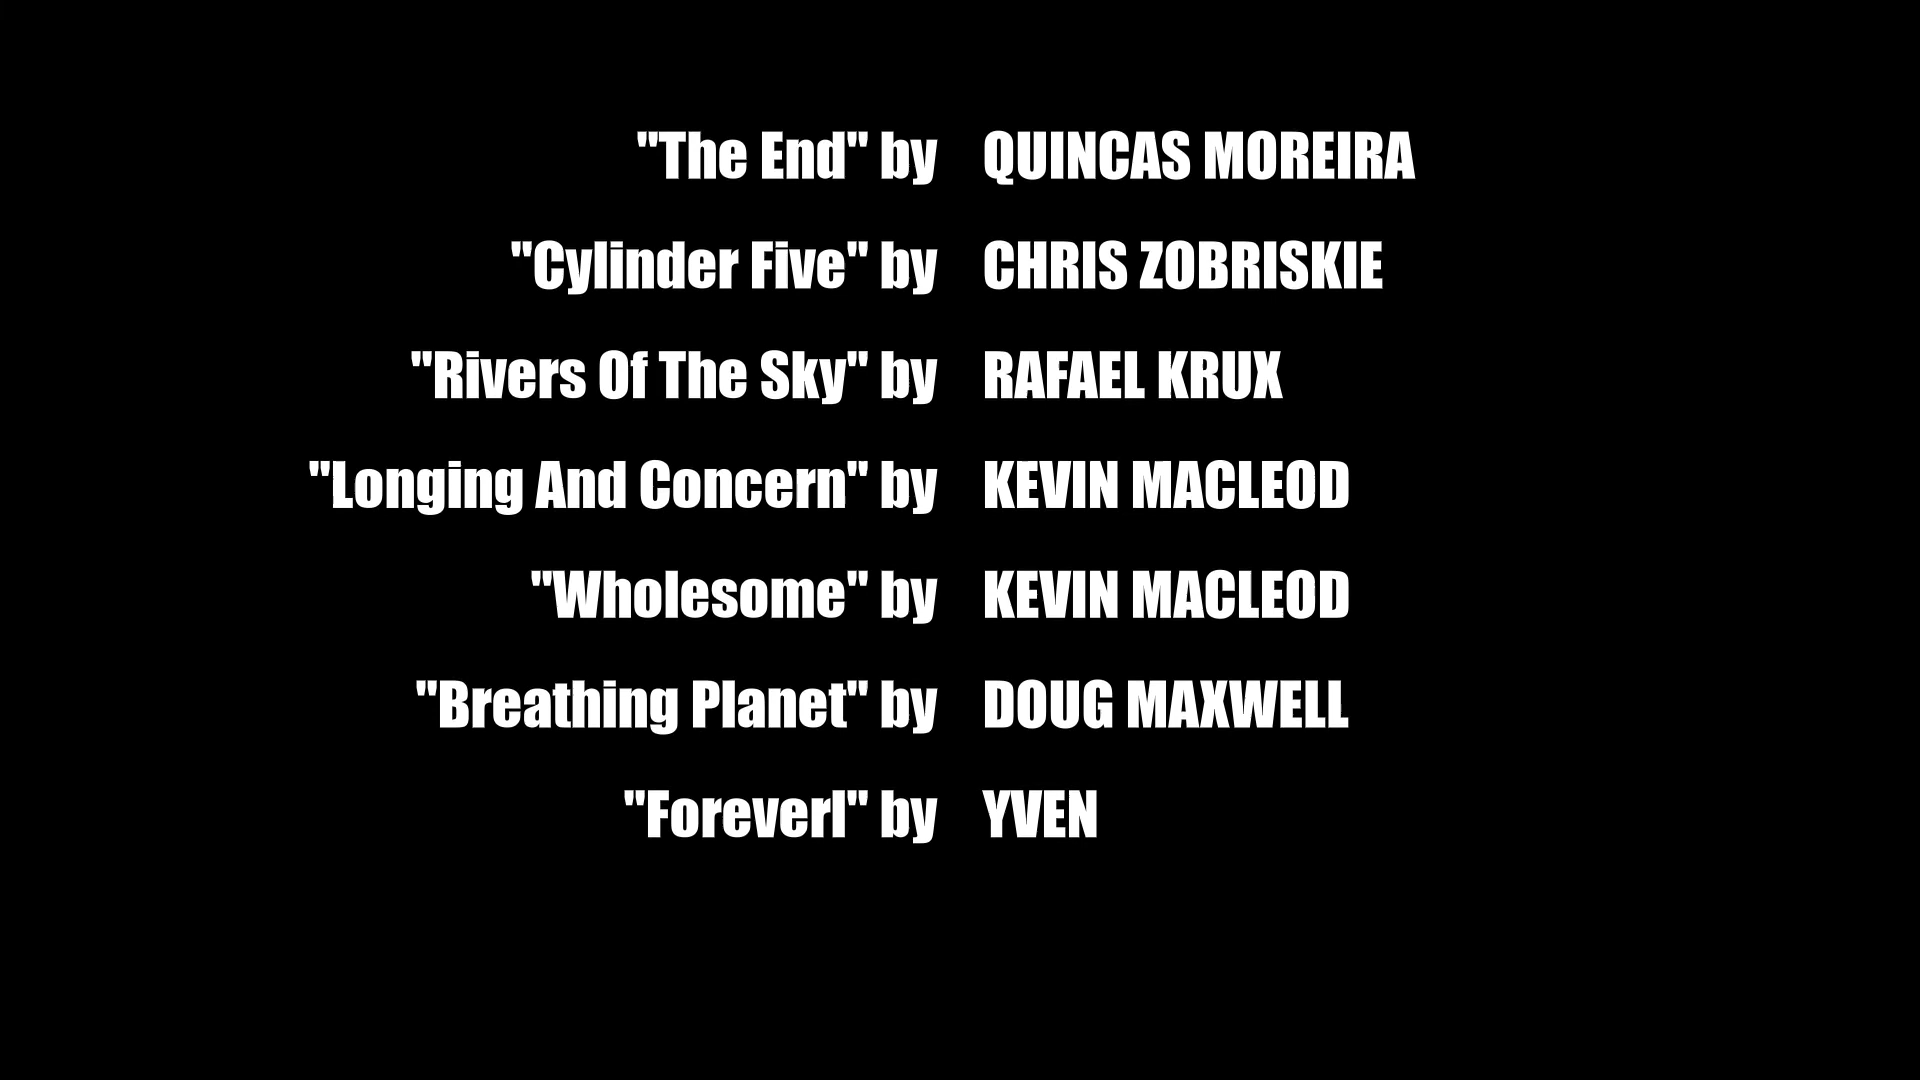 "The End" by QUINCAS MOREIRA
"Cylinder Five" by CHRIS ZOBRISKIE
"Rivers Of The Sky" by RAFAEL KRUX
"Longing And Concern" by KEVIN MACLEOD
"Wholesome" by KEVIN MACLEOD
"Breathing Planet" by DOUG MAXWELL
"Foreverl" by YVEN